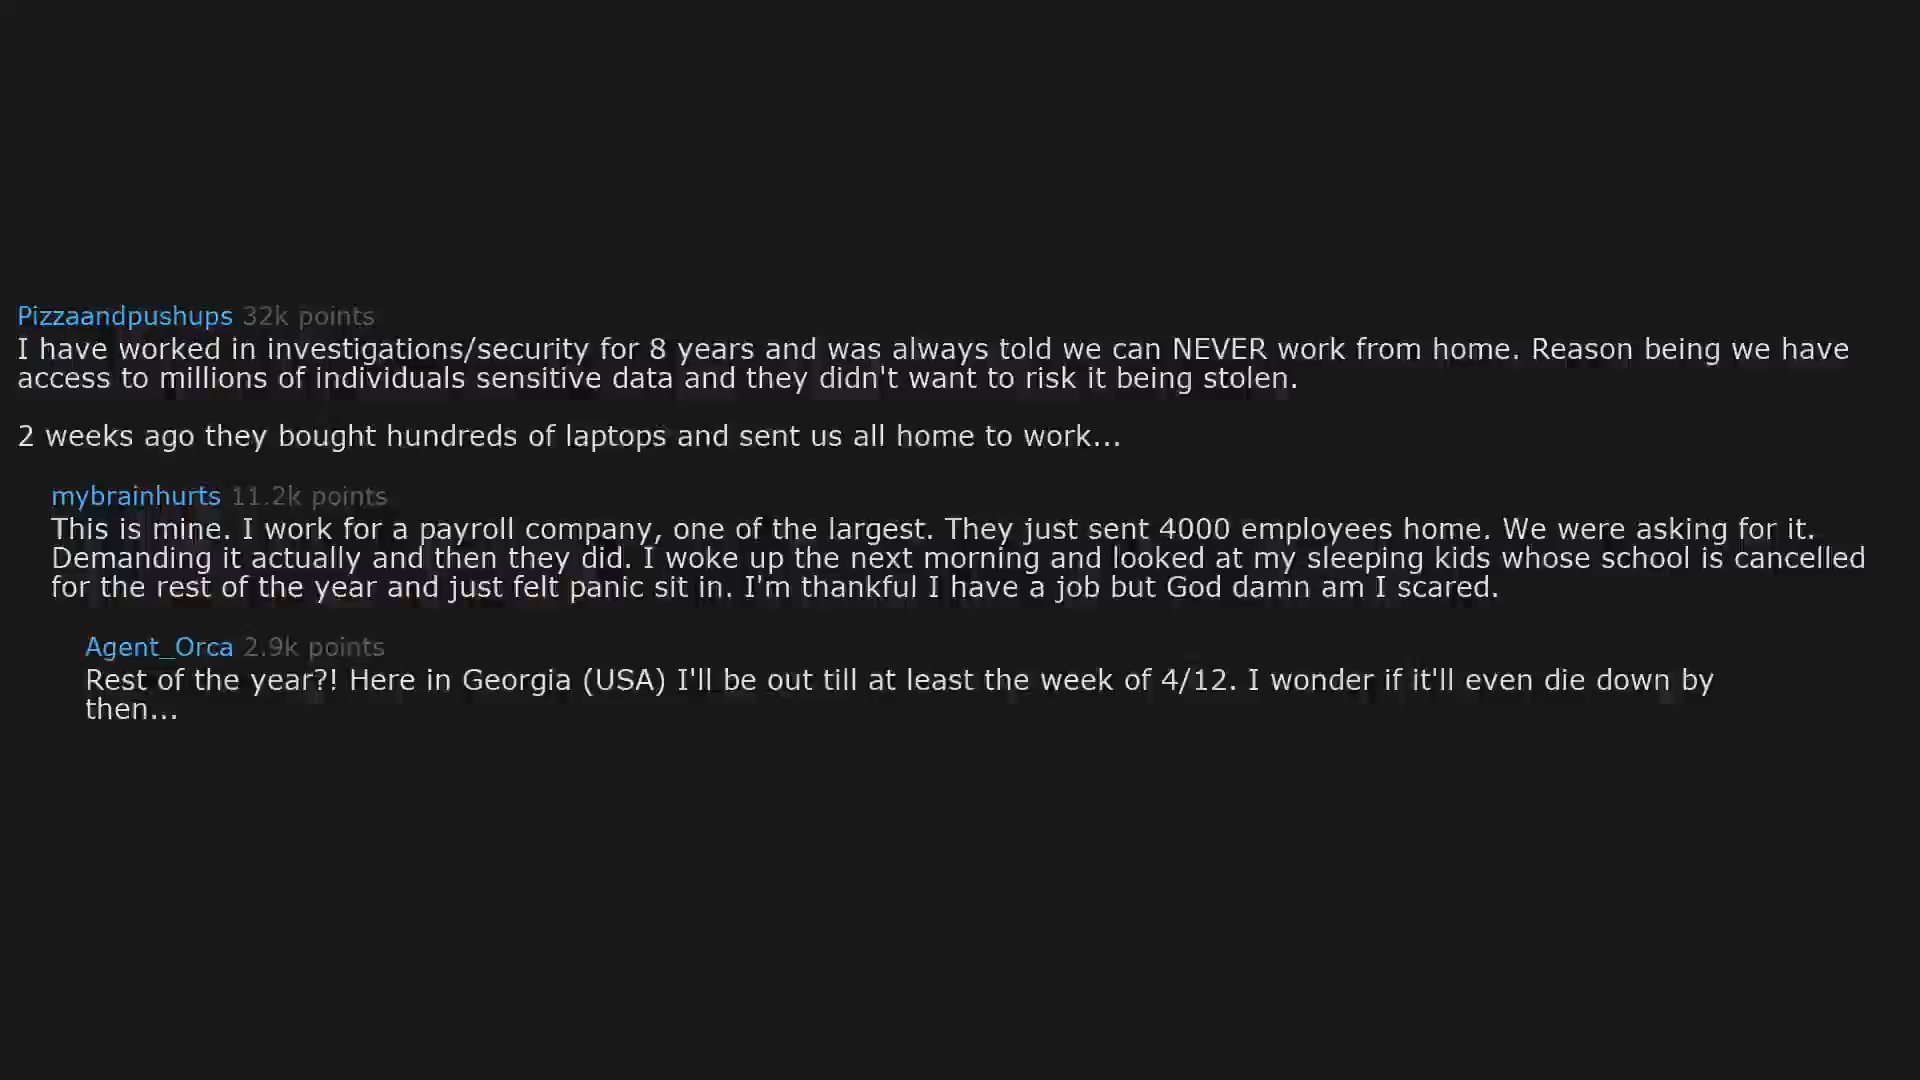 Pizzaandpushups 32k points
I have worked in investigations/security for 8 years and was always told we can NEVER work from home. Reason being we have
access to millions of individuals sensitive data and they didn't want to risk it being stolen.
2 weeks ago they bought hundreds of laptops and sent us all home to work...
mybrainhurts 11.2k points
This is mine. I work for a payroll company, one of the largest. They just sent 4000 employees home. We were asking for it.
Demanding it actually and then they did. I woke up the next morning and looked at my sleeping kids whose school is cancelled
for the rest of the year and just felt panic sit in. I'm thankful I have a job but God damn am I scared.
Agent_Orca 2.9k points
Rest of the year?! Here in Georgia (USA) I'll be out till at least the week of 4/12. I wonder if it'll even die down by
then...